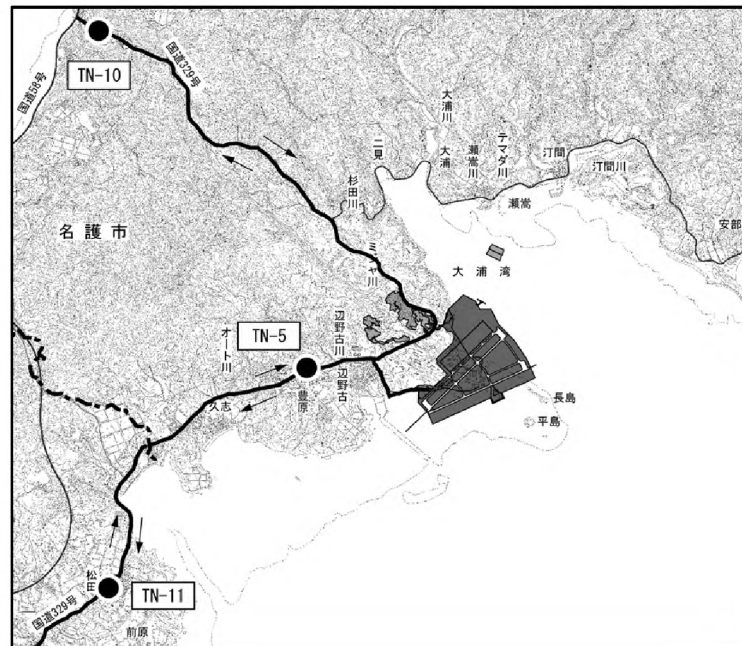 TN-10
国道58号
国道329号
大浦川
二見
大浦
瀬嵩川
テマダ川
汀間
汀間川
杉田川
瀬嵩
安部
名護市
大浦湾
TN-5
オート川
辺野古川
辺野古
豊原
久志
長島
平島
松田
TN-11
国道329号
前原